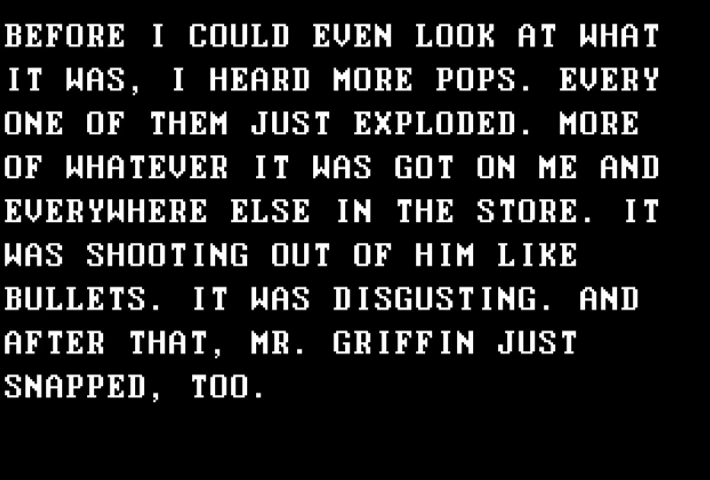 BEFORE I COULD EVEN LOOK AT WHAT
IT WAS, I HEARD MORE POPS. EVERY
ONE OF THEM JUST EXPLODED. MORE
OF WHATEVER IT WAS GOT ON ME AND
EVERYWHERE ELSE IN THE STORE. IT
WAS SHOOTING OUT OF HIM LIKE
BULLETS. IT WAS DISGUSTING. AND
AFTER THAT, MR. GRIFFIN JUST
SNAPPED, TOO.